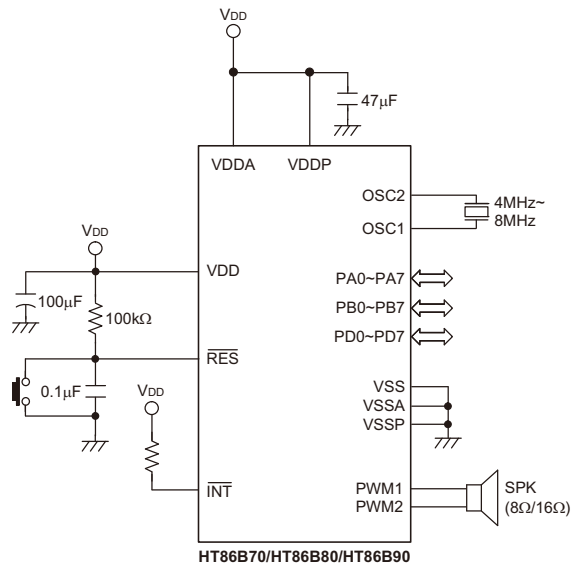 VDD
47μF
VDDA
VDDP
OSC2
4MHz~
8MHz
OSC1
VDD
VDD
100μF
100kΩ
PA0~PA7
PB0~PB7
PD0~PD7
RES
0.1μF
VDD
VSS
VSSA
VSSP
INT
PWM1
PWM2
SPK
(8Ω/16Ω)
HT86B70/HT86B80/HT86B90